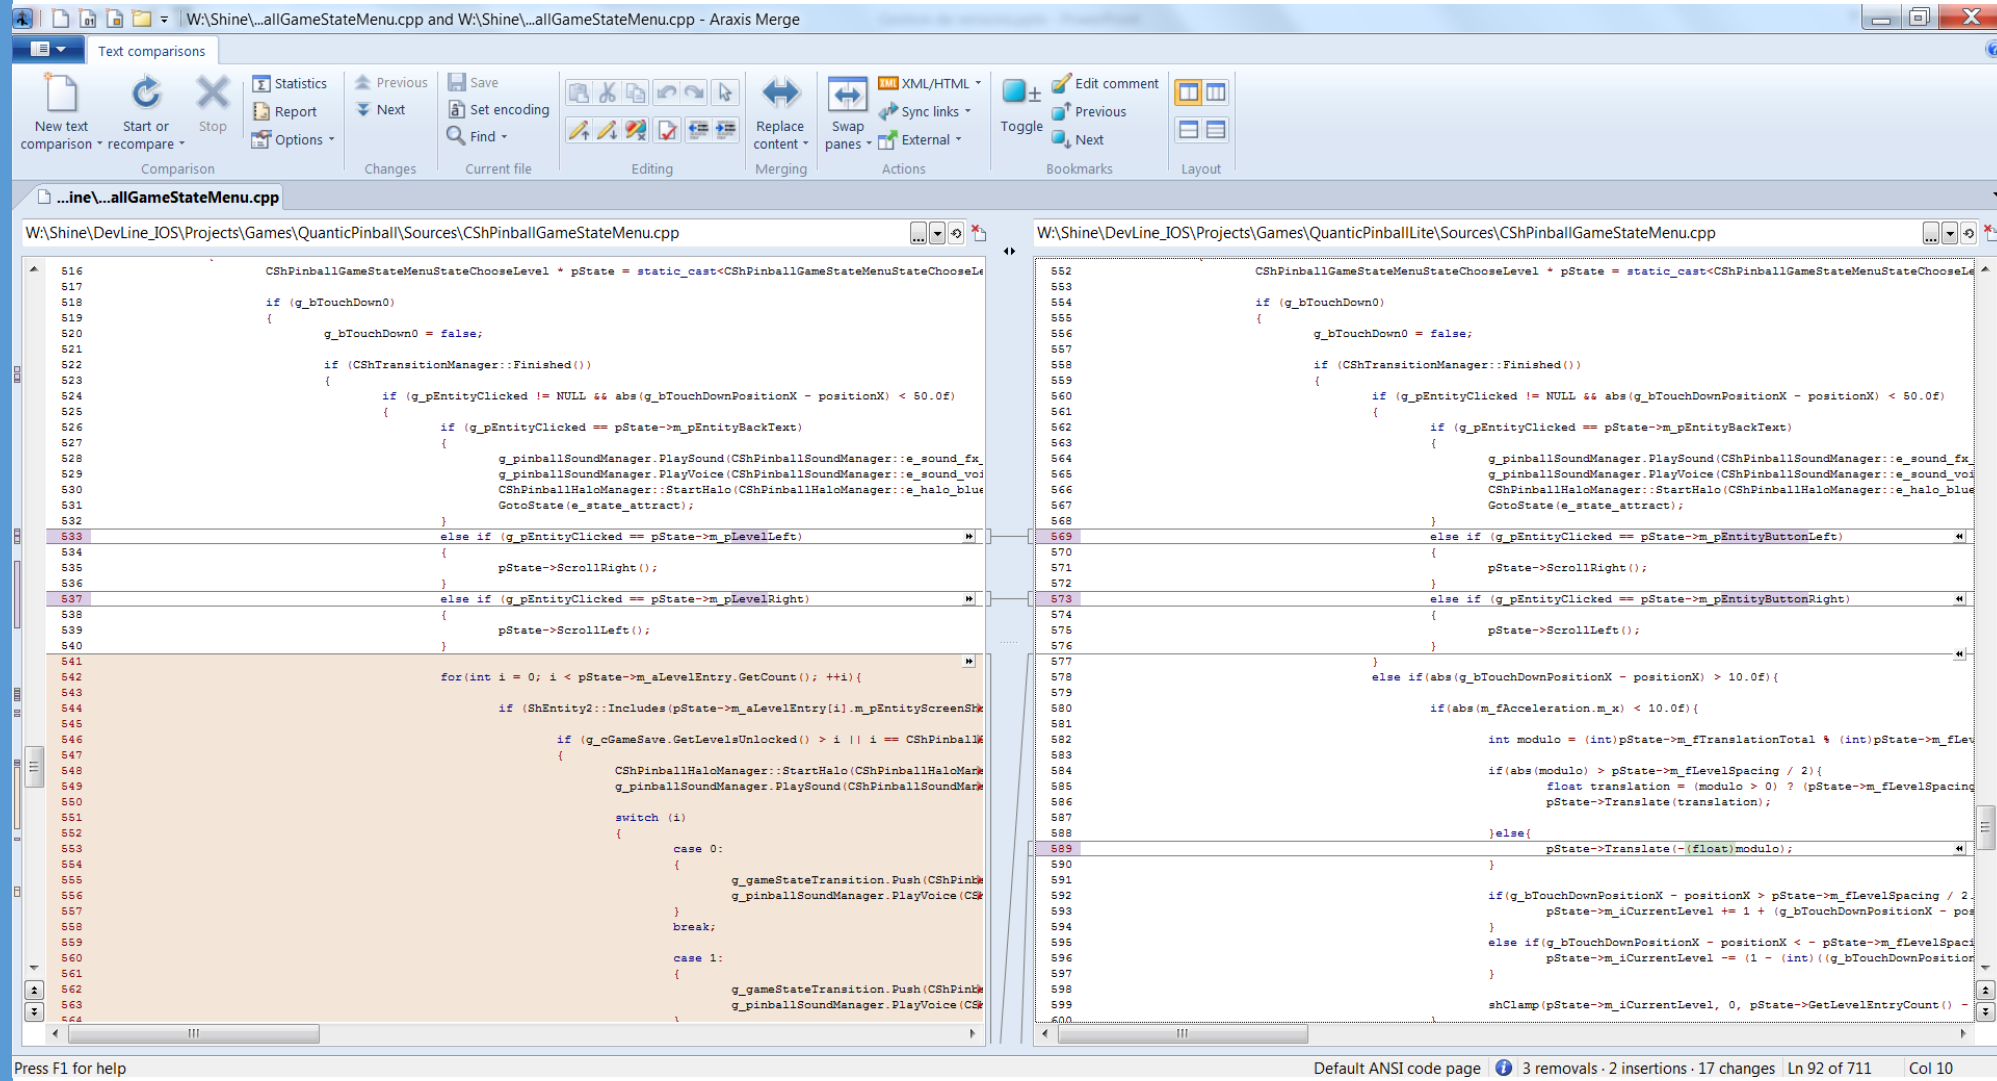 W:\Shine\...allGameStateMenu.cpp and W:\Shine\...allGameStateMenu.cpp - Araxis Merge
Text comparisons
New text comparison
Start or recompare
Stop
Statistics
Report
Options
Comparison
Previous
Next
Changes
Save
Set encoding
Find
Current file
Editing
Replace content
Merging
Swap panes
XML/HTML
Sync links
External
Actions
Toggle
Edit comment
Previous
Next
Bookmarks
Layout
...ine\...allGameStateMenu.cpp
W:\Shine\DevLine_IOS\Projects\Games\QuanticPinball\Sources\CShPinballGameStateMenu.cpp
516 CShPinballGameStateMenuStateChooseLevel * pState = static_cast<CShPinballGameStateMenuStateChooseLe
517
518 if (g_bTouchDown0)
519 {
520 g_bTouchDown0 = false;
521
522 if (CShTransitionManager::Finished())
523 {
524 if (g_pEntityClicked != NULL && abs(g_bTouchDownPositionX - positionX) < 50.0f)
525 {
526 if (g_pEntityClicked == pState->m_pEntityBackText)
527 {
528 g_pinballSoundManager.PlaySound(CShPinballSoundManager::e_sound_fx_
529 g_pinballSoundManager.PlayVoice(CShPinballSoundManager::e_sound_voi
530 CShPinballHaloManager::StartHalo(CShPinballHaloManager::e_halo_blue
531 GotoState(e_state_attract);
532 }
533 else if (g_pEntityClicked == pState->m_pLevelLeft)
534 {
535 pState->ScrollRight();
536 }
537 else if (g_pEntityClicked == pState->m_pLevelRight)
538 {
539 pState->ScrollLeft();
540 }
541
542 for(int i = 0; i < pState->m_aLevelEntry.GetCount(); ++i){
543
544 if (ShEntity2::Includes(pState->m_aLevelEntry[i].m_pEntityScreenSh
545
546 if (g_cGameSave.GetLevelsUnlocked() > i || i == CShPinball
547 {
548 CShPinballHaloManager::StartHalo(CShPinballHaloMan
549 g_pinballSoundManager.PlaySound(CShPinballSoundMan
550
551 switch (i)
552 {
553 case 0:
554 {
555 g_gameStateTransition.Push(CShPinb
556 g_pinballSoundManager.PlayVoice(CS
557 }
558 break;
559
560 case 1:
561 {
562 g_gameStateTransition.Push(CShPinb
563 g_pinballSoundManager.PlayVoice(CS
564 }
W:\Shine\DevLine_IOS\Projects\Games\QuanticPinballLite\Sources\CShPinballGameStateMenu.cpp
552 CShPinballGameStateMenuStateChooseLevel * pState = static_cast<CShPinballGameStateMenuStateChooseLe
553
554 if (g_bTouchDown0)
555 {
556 g_bTouchDown0 = false;
557
558 if (CShTransitionManager::Finished())
559 {
560 if (g_pEntityClicked != NULL && abs(g_bTouchDownPositionX - positionX) < 50.0f)
561 {
562 if (g_pEntityClicked == pState->m_pEntityBackText)
563 {
564 g_pinballSoundManager.PlaySound(CShPinballSoundManager::e_sound_fx_
565 g_pinballSoundManager.PlayVoice(CShPinballSoundManager::e_sound_voi
566 CShPinballHaloManager::StartHalo(CShPinballHaloManager::e_halo_blue
567 GotoState(e_state_attract);
568 }
569 else if (g_pEntityClicked == pState->m_pEntityButtonLeft)
570 {
571 pState->ScrollRight();
572 }
573 else if (g_pEntityClicked == pState->m_pEntityButtonRight)
574 {
575 pState->ScrollLeft();
576 }
577 }
578 else if(abs(g_bTouchDownPositionX - positionX) > 10.0f){
579
580 if(abs(m_fAcceleration.m_x) < 10.0f){
581
582 int modulo = (int)pState->m_fTranslationTotal % (int)pState->m_fLev
583
584 if(abs(modulo) > pState->m_fLevelSpacing / 2){
585 float translation = (modulo > 0) ? (pState->m_fLevelSpacing
586 pState->Translate(translation);
587
588 }else{
589 pState->Translate(-(float)modulo);
590 }
591
592 if(g_bTouchDownPositionX - positionX > pState->m_fLevelSpacing / 2.
593 pState->m_iCurrentLevel += 1 + (g_bTouchDownPositionX - pos
594 }
595 else if(g_bTouchDownPositionX - positionX < - pState->m_fLevelSpaci
596 pState->m_iCurrentLevel -= (1 - (int)((g_bTouchDownPosition
597 }
598
599 shClamp(pState->m_iCurrentLevel, 0, pState->GetLevelEntryCount() -
600 }
Press F1 for help
Default ANSI code page
3 removals · 2 insertions · 17 changes
Ln 92 of 711
Col 10